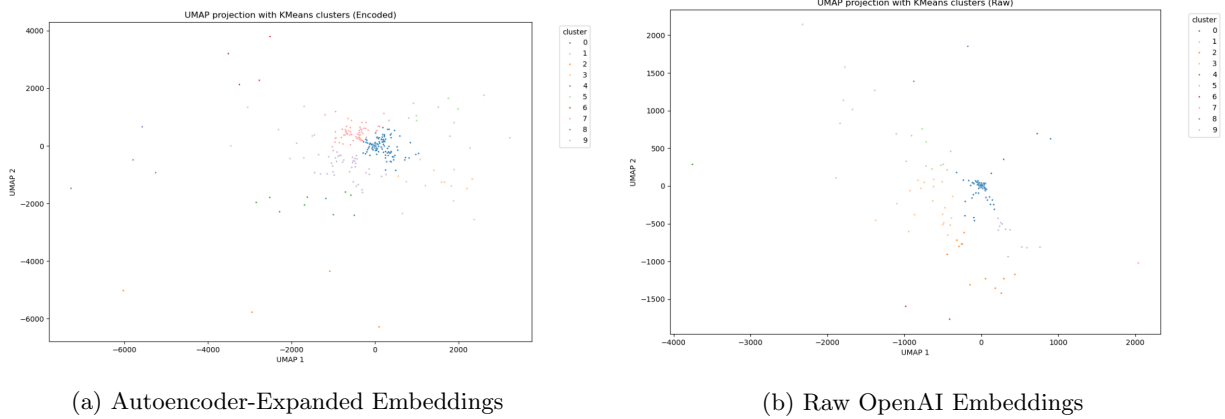 UMAP projection with KMeans clusters (Encoded)
4000
2000
0
−2000
−4000
−6000
UMAP 2
−6000 −4000 −2000 0 2000
UMAP 1
cluster
0
1
2
3
4
5
6
7
8
9
(a) Autoencoder-Expanded Embeddings
UMAP projection with KMeans clusters (Raw)
2000
1500
1000
500
0
−500
−1000
−1500
UMAP 2
−4000 −3000 −2000 −1000 0 1000 2000
UMAP 1
cluster
0
1
2
3
4
5
6
7
8
9
(b) Raw OpenAI Embeddings